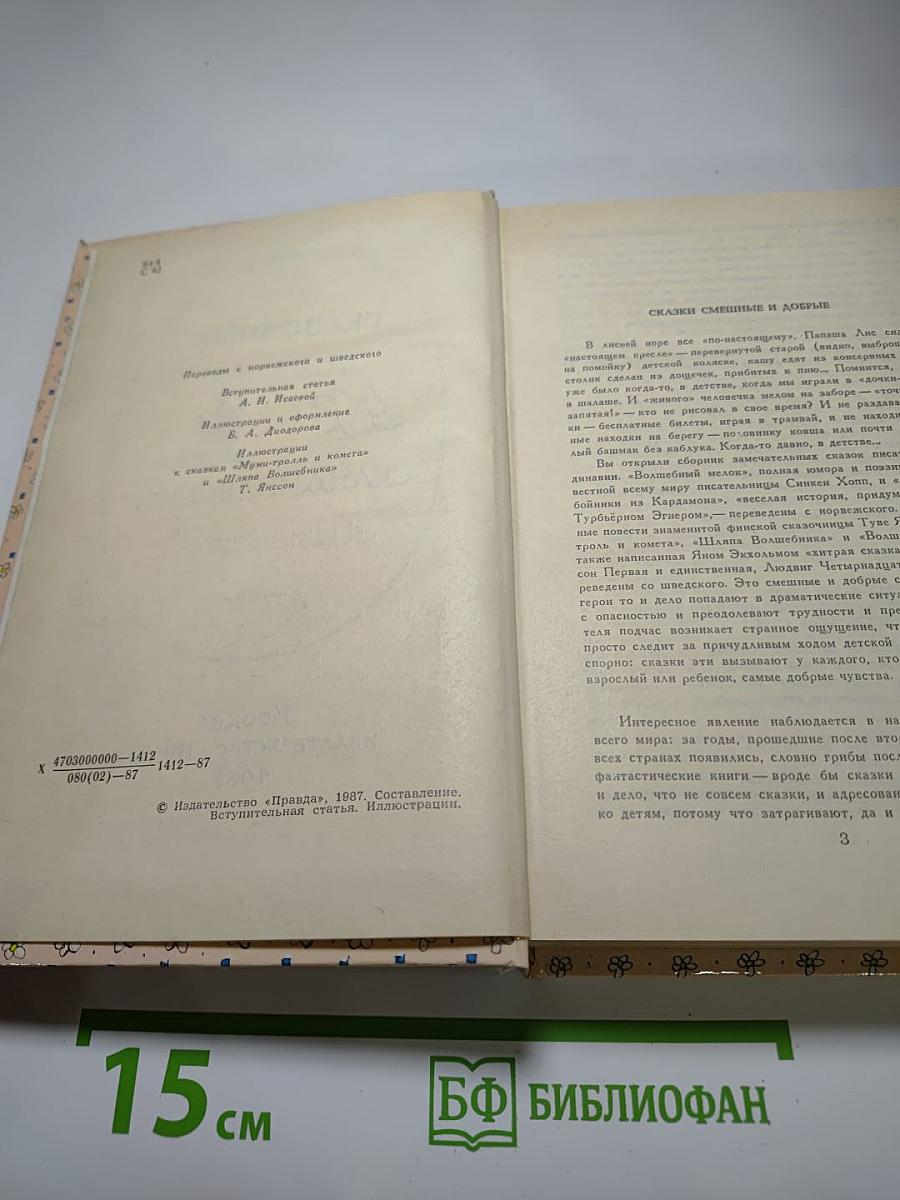 84.4
С 42
Переводы с норвежского и шведского
Вступительная статья
А. И. Исаевой
Иллюстрации и оформление
Б. А. Диодорова
Иллюстрации
к сказкам «Муми-тролль и комета»
и «Шляпа Волшебника»
Т. Янссон
Х 4703000000—1412 1412—87
080(02)—87
© Издательство «Правда», 1987. Составление.
Вступительная статья. Иллюстрации.
СКАЗКИ СМЕШНЫЕ И ДОБРЫЕ
В лисьей норе все «по-настоящему». Папаша Лис сид
«настоящем кресле» — перевернутой старой (видно, выброш
на помойку) детской коляске, кашу едят из консервных
столик сделан из дощечек, прибитых к пню... Помнится,
уже было когда-то, в детстве, когда мы играли в «дочки-
в шалаше. И «живого» человечка мелом на заборе — «точ
запятая!» — кто не рисовал в свое время? И не раздава
ки — бесплатные билеты, играя в трамвай, и не находи
ные находки на берегу — половинку ковша или почти
лый башмак без каблука. Когда-то давно, в детстве...
Вы открыли сборник замечательных сказок писат
динавии. «Волшебный мелок», полная юмора и поэзии
вестной всему миру писательницы Синкен Хопп, и «
бойники из Кардамона», «веселая история, придум
Турбьёрном Эгнером»,— переведены с норвежского.
ные повести знаменитой финской сказочницы Туве Я
троль и комета», «Шляпа Волшебника» и «Волш
также написанная Яном Экхольмом «хитрая сказка
сон Первая и единственная, Людвиг Четырнадцат
реведены со шведского. Это смешные и добрые с
герои то и дело попадают в драматические ситуа
с опасностью и преодолевают трудности и пре
теля подчас возникает странное ощущение, чт
просто следит за причудливым ходом детской
спорно: сказки эти вызывают у каждого, кто
взрослый или ребенок, самые добрые чувства.
Интересное явление наблюдается в на
всего мира: за годы, прошедшие после вто
всех странах появились, словно грибы посл
фантастические книги — вроде бы сказки
и дело, что не совсем сказки, и адресован
ко детям, потому что затрагивают, да и
3
15 см
БФ БИБЛИОФАН